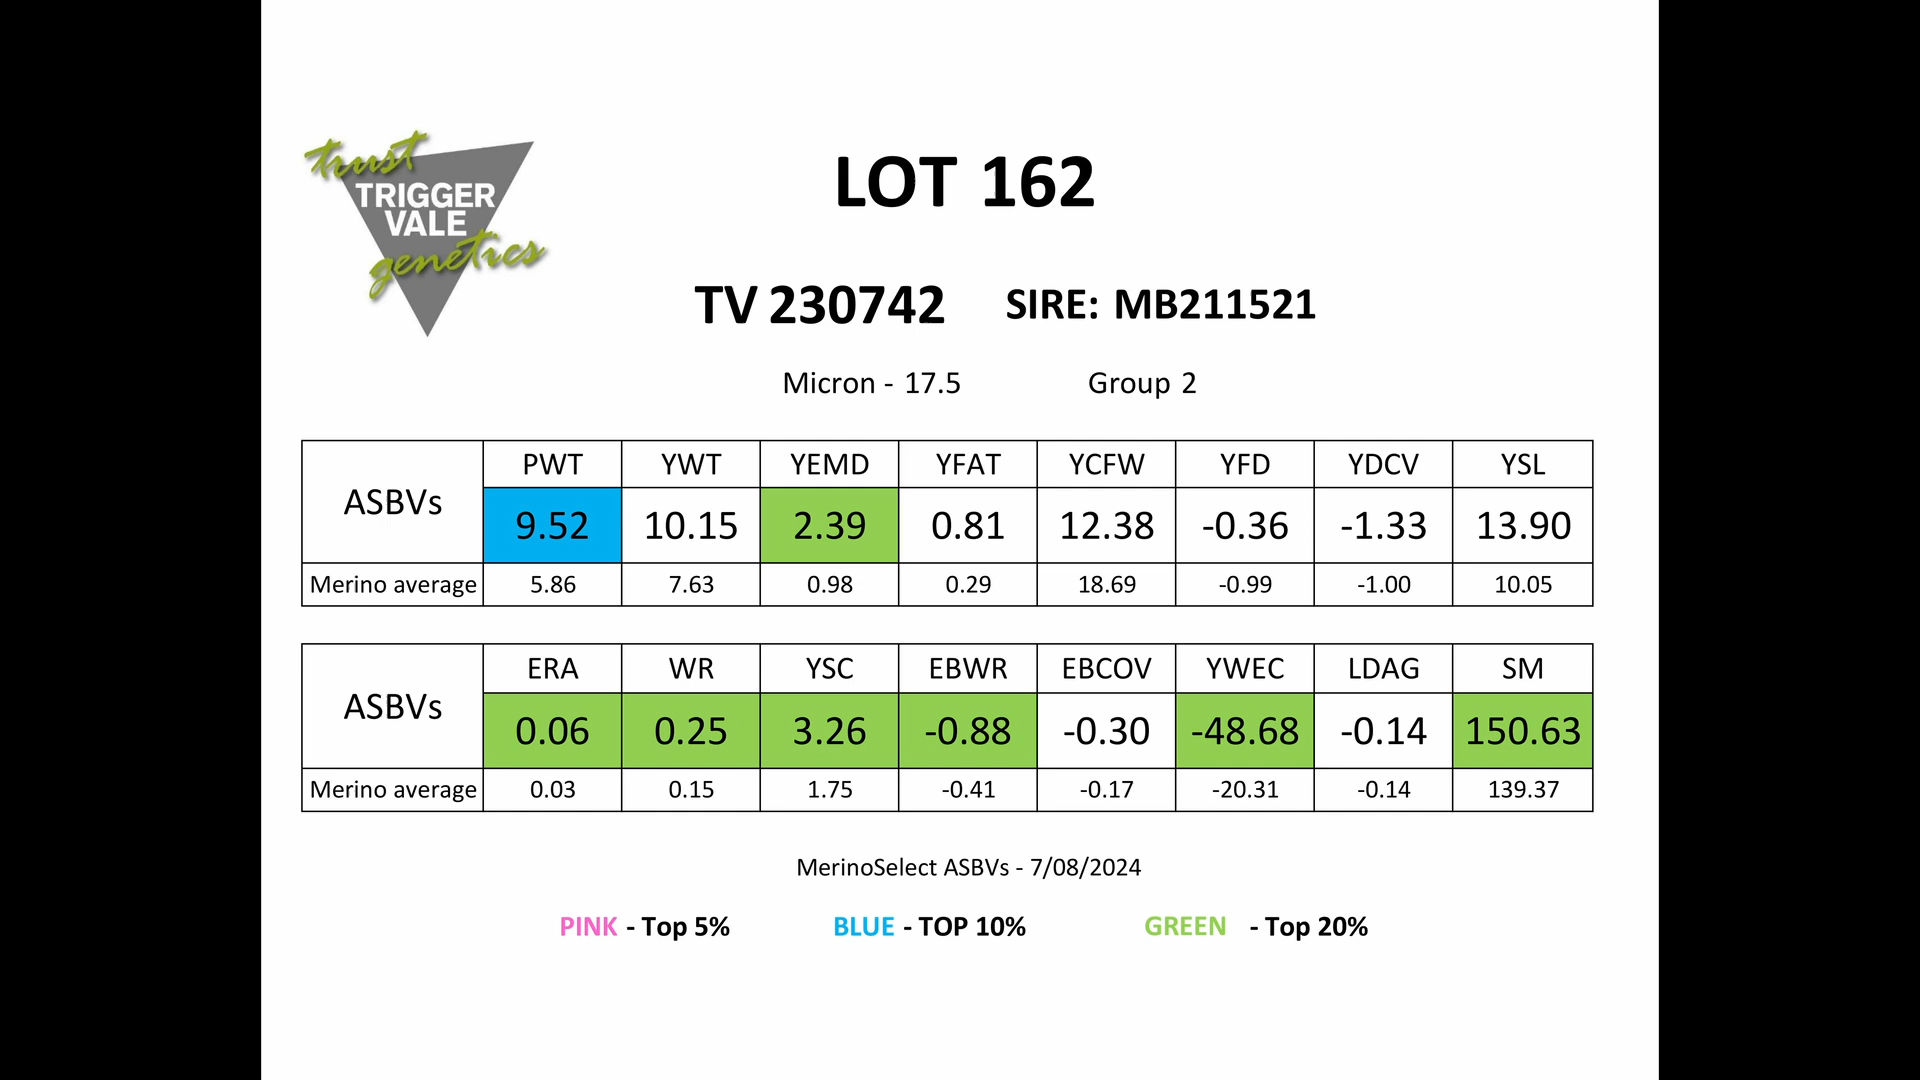 trust
TRIGGER
VALE
genetics
LOT 162
TV 230742 SIRE: MB211521
Micron - 17.5 Group 2
ASBVs PWT YWT YEMD YFAT YCFW YFD YDCV YSL
9.52 10.15 2.39 0.81 12.38 -0.36 -1.33 13.90
Merino average 5.86 7.63 0.98 0.29 18.69 -0.99 -1.00 10.05
ASBVs ERA WR YSC EBWR EBCOV YWEC LDAG SM
0.06 0.25 3.26 -0.88 -0.30 -48.68 -0.14 150.63
Merino average 0.03 0.15 1.75 -0.41 -0.17 -20.31 -0.14 139.37
MerinoSelect ASBVs - 7/08/2024
PINK - Top 5% BLUE - TOP 10% GREEN - Top 20%